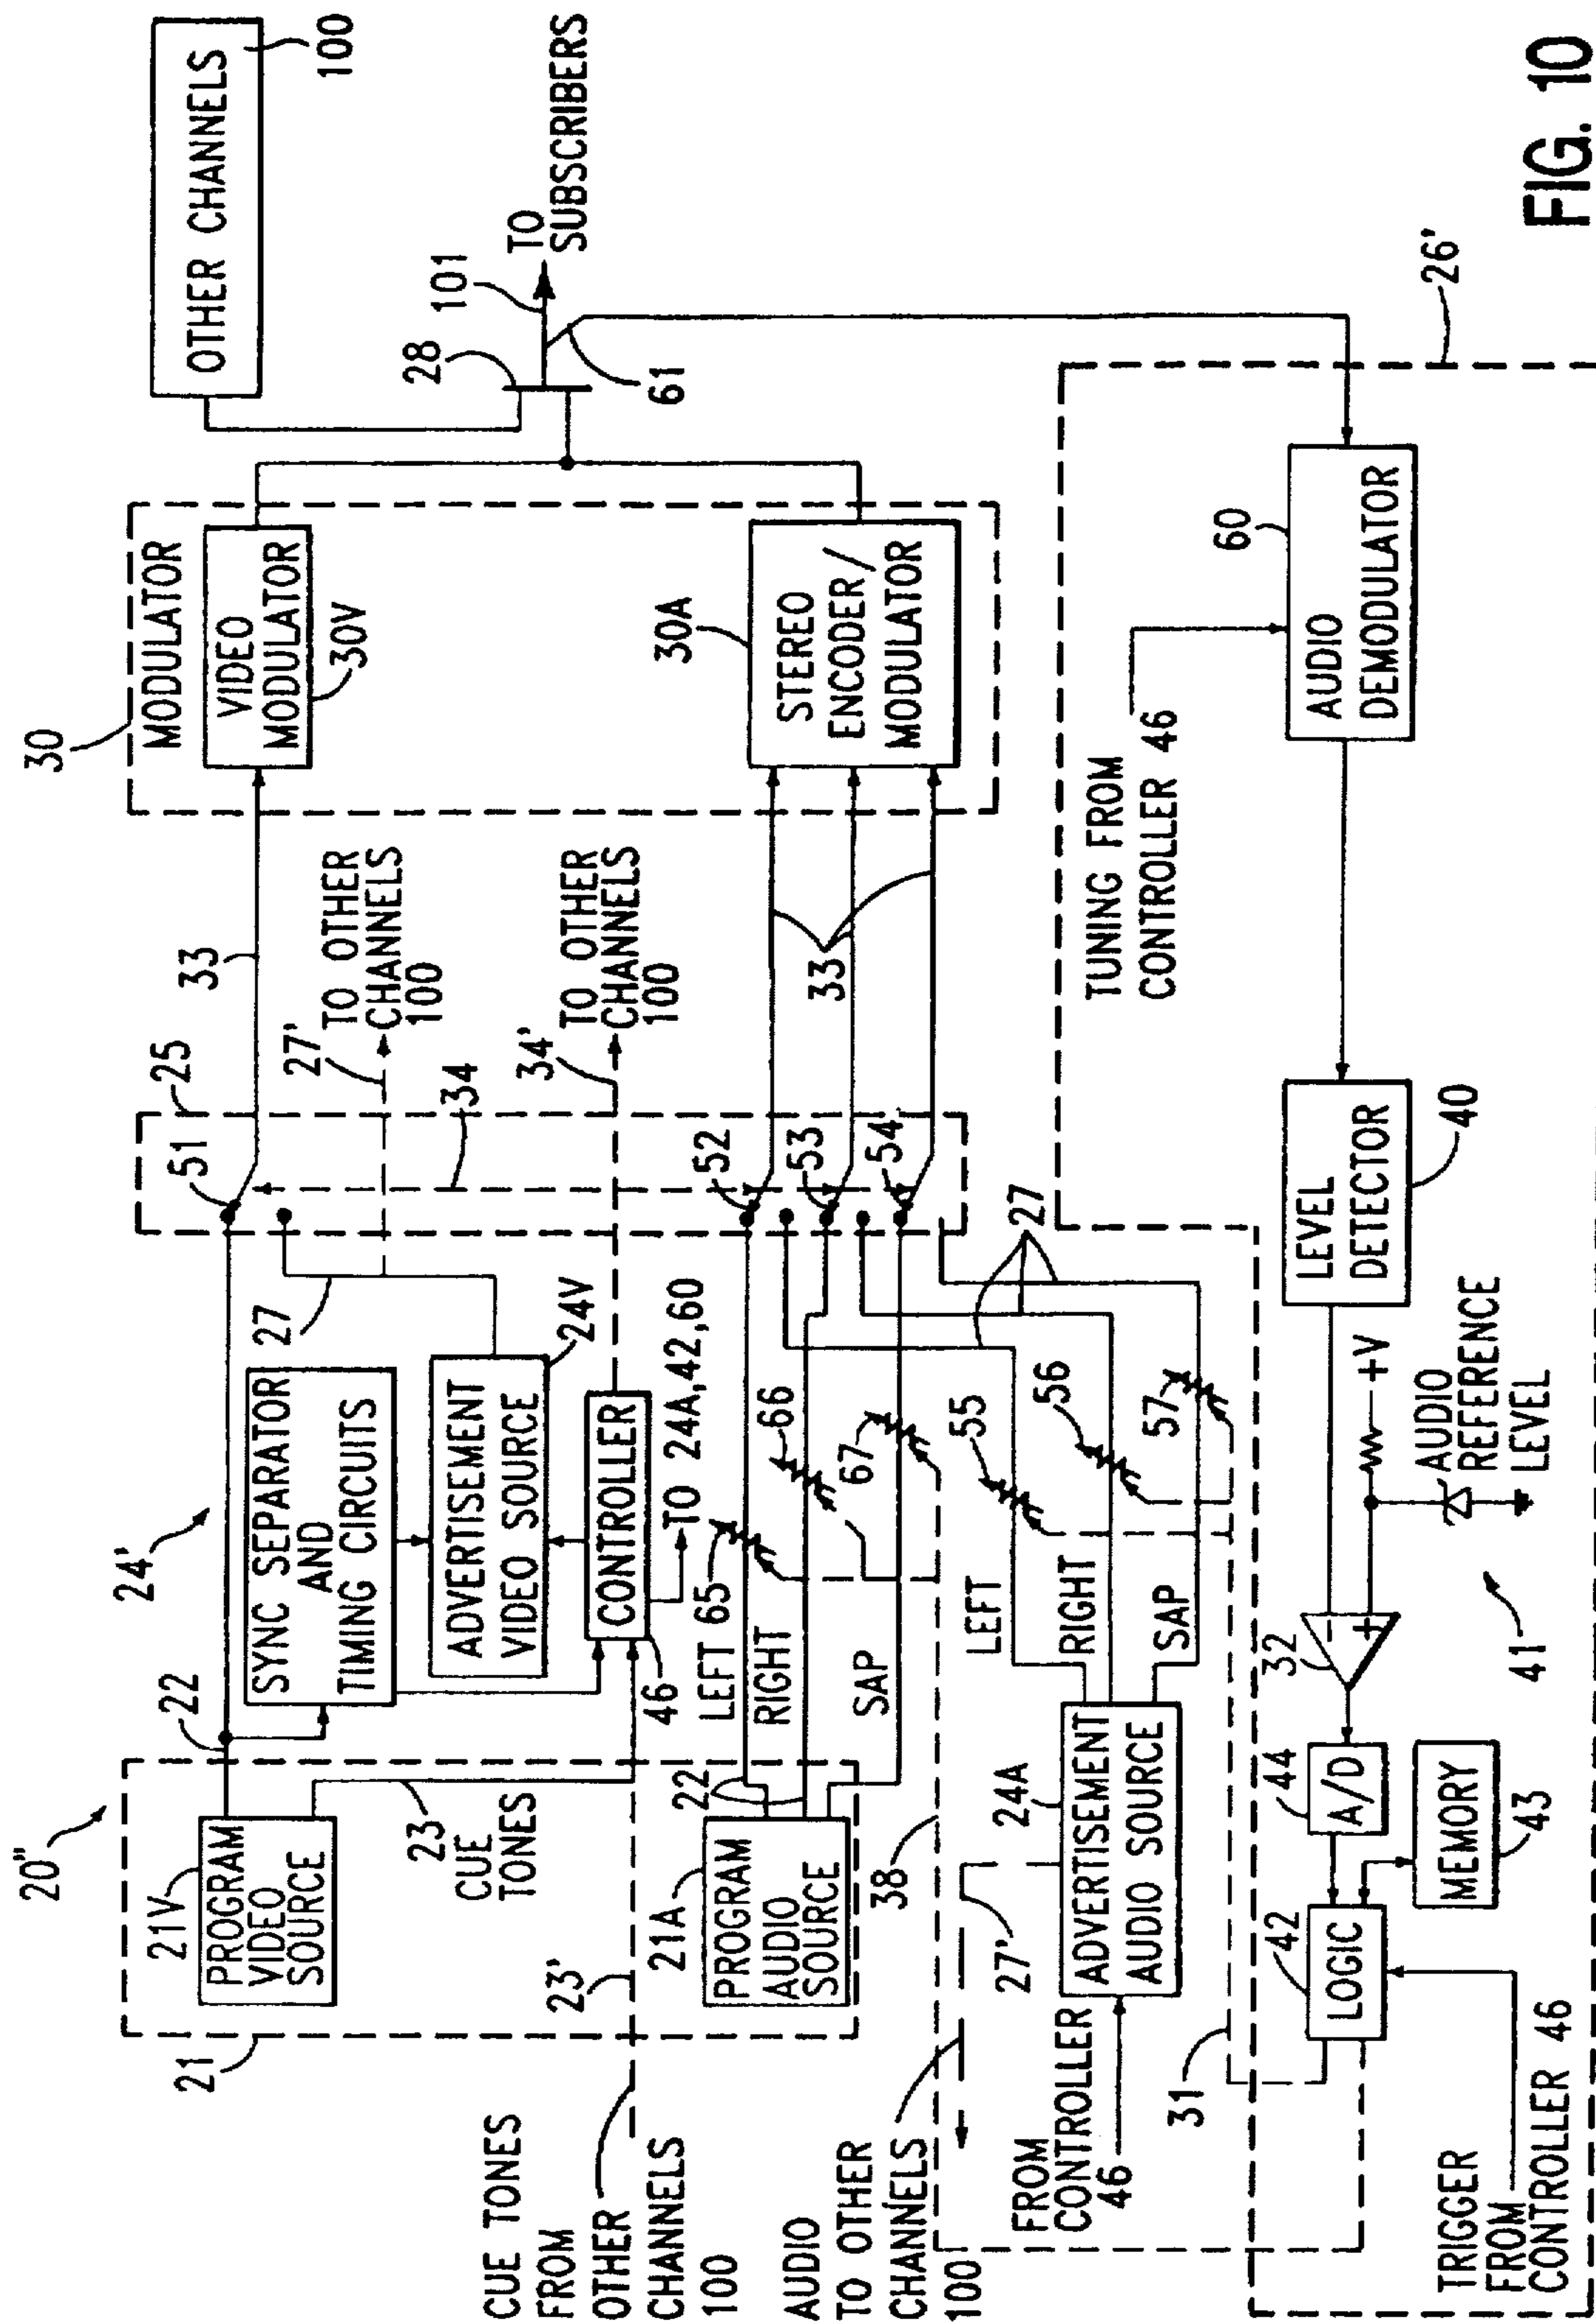 20"
24'
25
30
OTHER CHANNELS
100
21
21V
PROGRAM
VIDEO
SOURCE
22
SYNC SEPARATOR
AND
TIMING CIRCUITS
27
51
33
MODULATOR
VIDEO
MODULATOR
30V
28
101
TO
SUBSCRIBERS
61
23
CUE
TONES
ADVERTISEMENT
VIDEO SOURCE
24V
27'
TO OTHER
CHANNELS
100
34
CUE TONES
FROM
OTHER
CHANNELS
100
23'
CONTROLLER
46
TO 24A,42,60
34'
TO OTHER
CHANNELS
100
21A
PROGRAM
AUDIO
SOURCE
22
LEFT
65
RIGHT
66
SAP
67
52
53
54
33
30A
STEREO
ENCODER/
MODULATOR
AUDIO
TO OTHER
CHANNELS
100
38
27'
FROM
CONTROLLER
46
24A
ADVERTISEMENT
AUDIO SOURCE
LEFT
55
RIGHT
56
SAP
57
27
TUNING FROM
CONTROLLER 46
60
AUDIO
DEMODULATOR
26'
31
TRIGGER
FROM
CONTROLLER 46
42
LOGIC
44
A/D
MEMORY
43
32
−
+
41
+V
AUDIO
REFERENCE
LEVEL
LEVEL
DETECTOR
40
FIG. 10